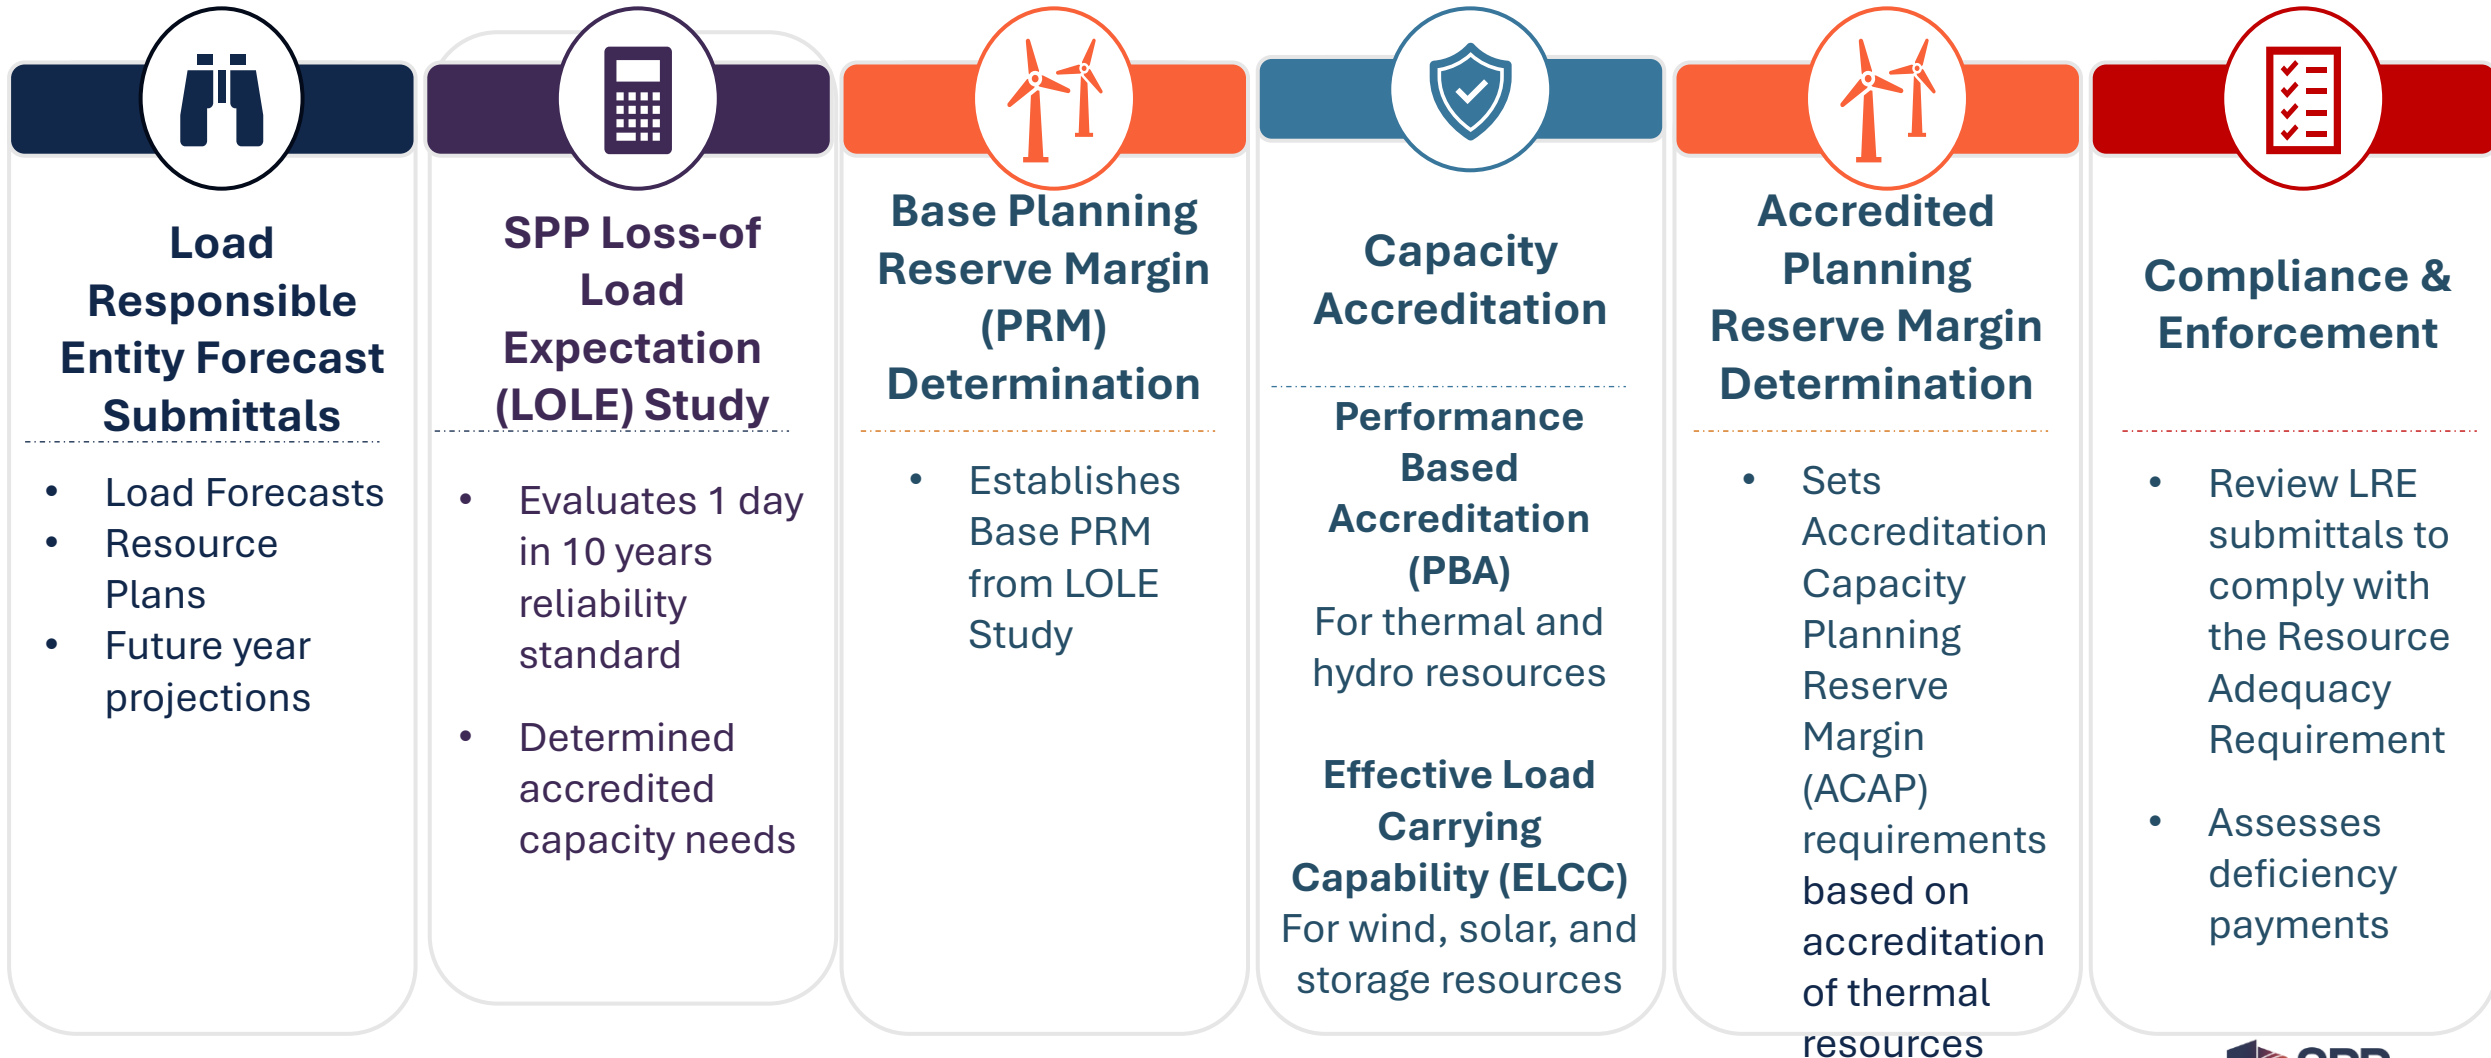 Load
Responsible
Entity Forecast
Submittals
• Load Forecasts
• Resource
Plans
• Future year
projections
SPP Loss-of
Load
Expectation
(LOLE) Study
• Evaluates 1 day
in 10 years
reliability
standard
• Determined
accredited
capacity needs
Base Planning
Reserve Margin
(PRM)
Determination
• Establishes
Base PRM
from LOLE
Study
Capacity
Accreditation
Performance
Based
Accreditation
(PBA)
For thermal and
hydro resources
Effective Load
Carrying
Capability (ELCC)
For wind, solar, and
storage resources
Accredited
Planning
Reserve Margin
Determination
• Sets
Accreditation
Capacity
Planning
Reserve
Margin
(ACAP)
requirements
based on
accreditation
of thermal
resources
Compliance &
Enforcement
• Review LRE
submittals to
comply with
the Resource
Adequacy
Requirement
• Assesses
deficiency
payments
SPP